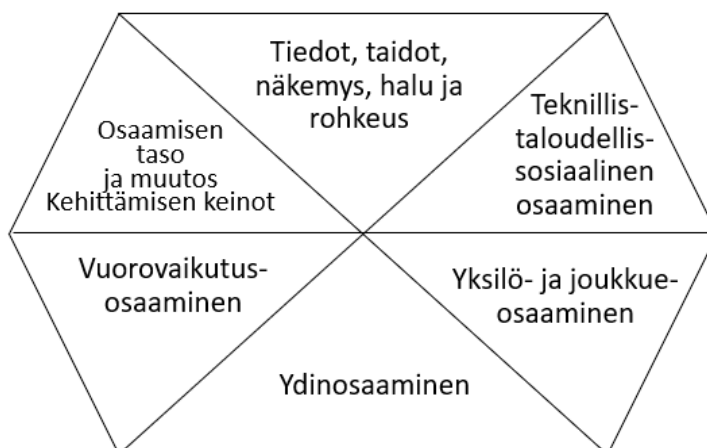 Tiedot, taidot,
näkemys, halu ja
rohkeus
Teknillis-
taloudellis-
sosiaalinen
osaaminen
Osaamisen
taso
ja muutos
Kehittämisen keinot
Vuorovaikutus-
osaaminen
Yksilö- ja joukkue-
osaaminen
Ydinosaaminen